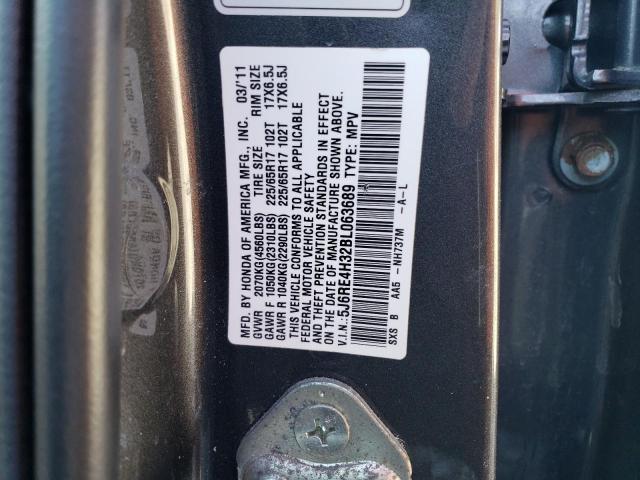 MFD. BY HONDA OF AMERICA MFG., INC. 03/'11
TIRE SIZE RIM SIZE
GVWR 2070KG(4560LBS)
GAWR F 1050KG(2310LBS) 225/65R17 102T 17X6.5J
GAWR R 1040KG(2290LBS) 225/65R17 102T 17X6.5J
THIS VEHICLE CONFORMS TO ALL APPLICABLE
FEDERAL MOTOR VEHICLE SAFETY
AND THEFT PREVENTION STANDARDS IN EFFECT
ON THE DATE OF MANUFACTURE SHOWN ABOVE.
V.I.N.: 5J6RE4H32BL063689 TYPE: MPV
SXS B AA5 -NH737M -A-L